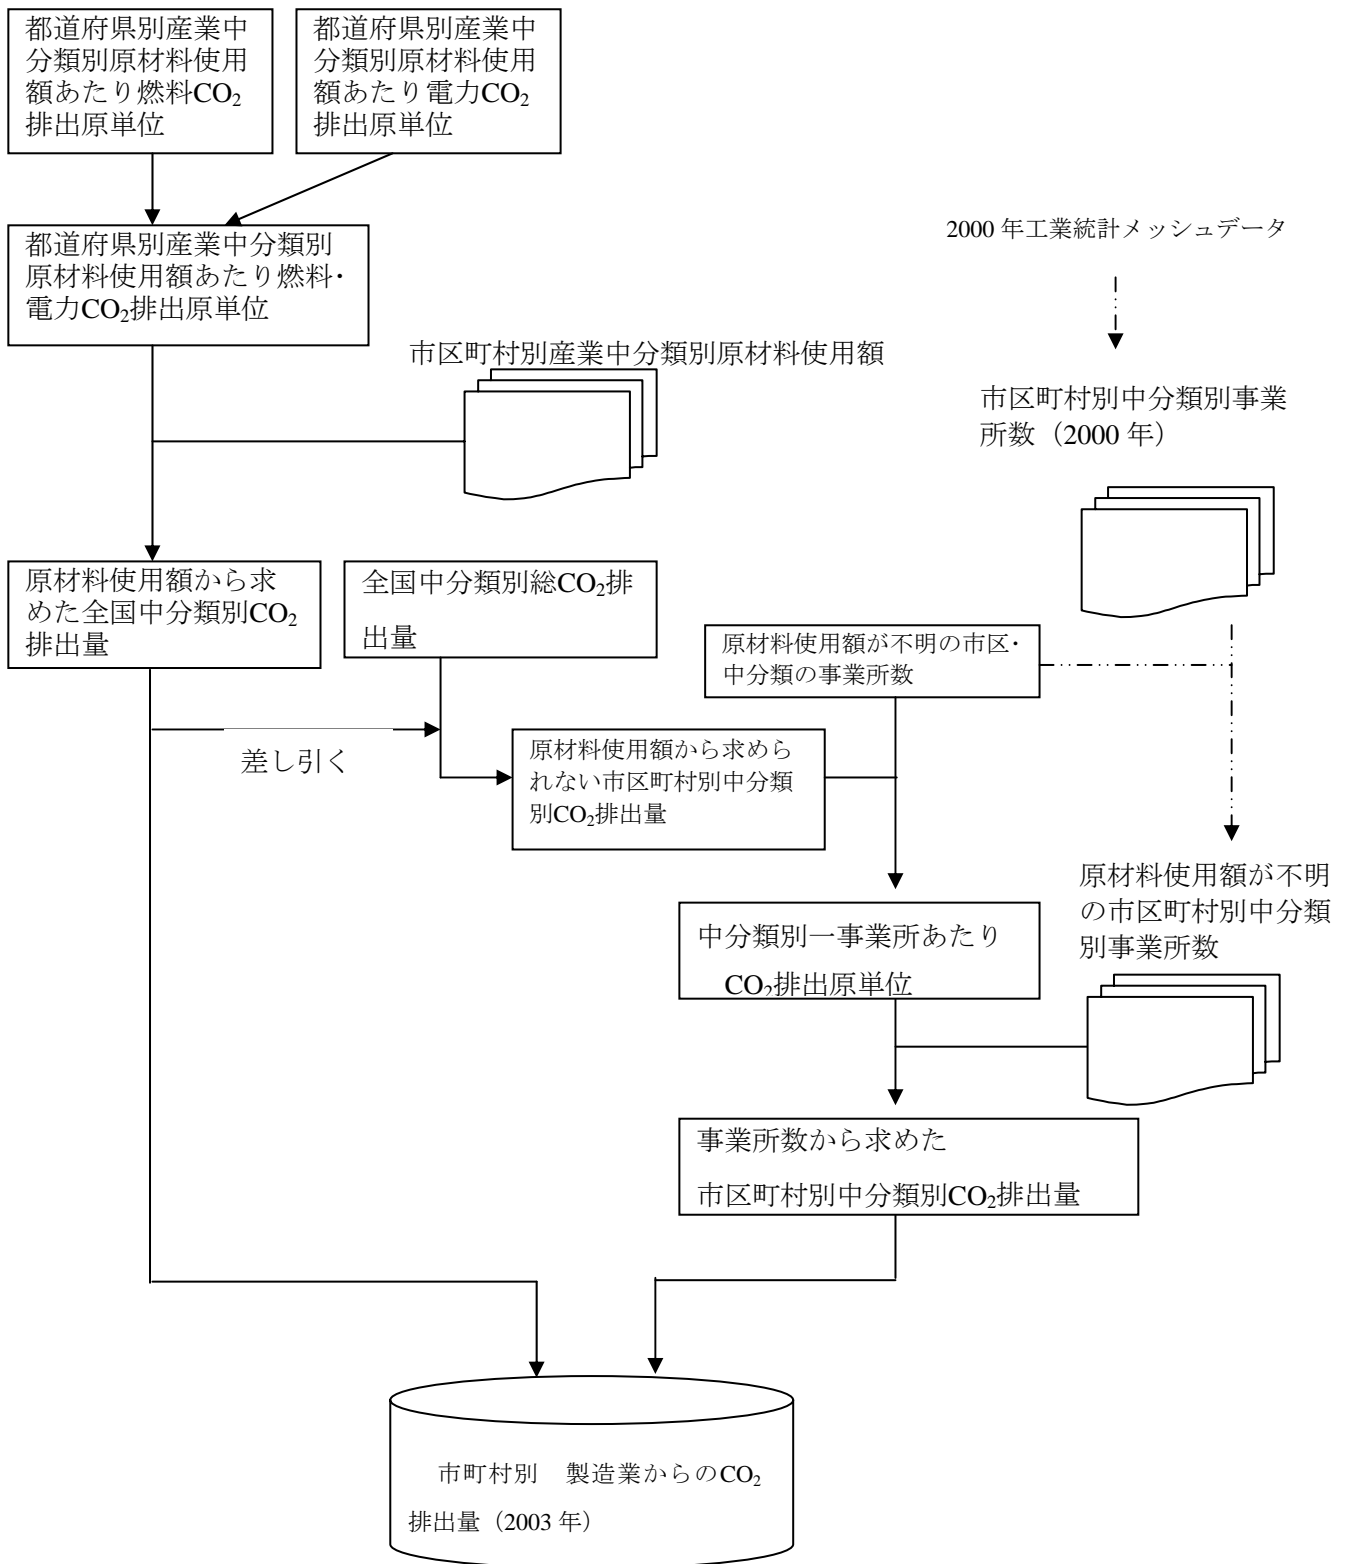 都道府県別産業中
分類別原材料使用
額あたり燃料CO₂
排出原単位
都道府県別産業中
分類別原材料使用
額あたり電力CO₂
排出原単位
都道府県別産業中分類別
原材料使用額あたり燃料・
電力CO₂排出原単位
2000 年工業統計メッシュデータ
市区町村別産業中分類別原材料使用額
市区町村別中分類別事業
所数（2000 年）
原材料使用額から求
めた全国中分類別CO₂
排出量
全国中分類別総CO₂排
出量
原材料使用額が不明の市区・
中分類の事業所数
差し引く
原材料使用額から求めら
れない市区町村別中分類
別CO₂排出量
原材料使用額が不明
の市区町村別中分類
別事業所数
中分類別一事業所あたり
CO₂排出原単位
事業所数から求めた
市区町村別中分類別CO₂排出量
市町村別　製造業からのCO₂
排出量（2003 年）